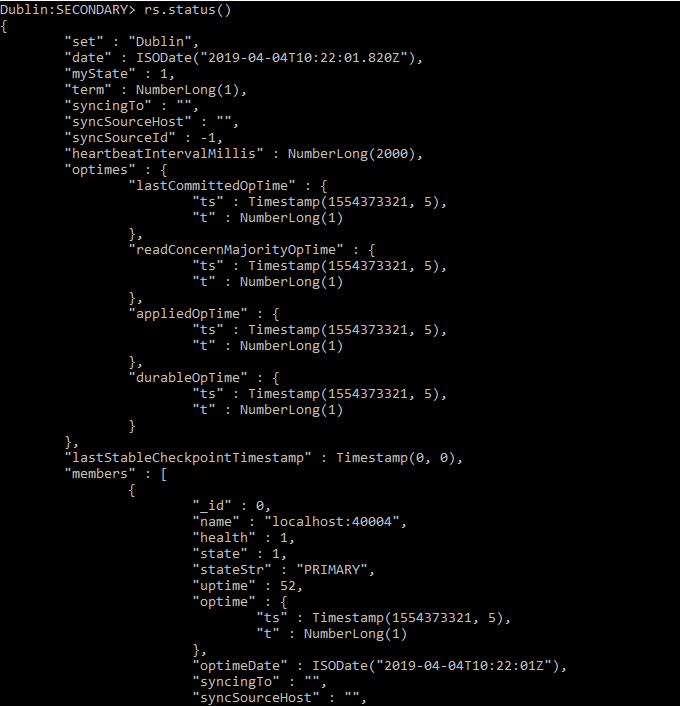 Dublin:SECONDARY> rs.status()
{
        "set" : "Dublin",
        "date" : ISODate("2019-04-04T10:22:01.820Z"),
        "myState" : 1,
        "term" : NumberLong(1),
        "syncingTo" : "",
        "syncSourceHost" : "",
        "syncSourceId" : -1,
        "heartbeatIntervalMillis" : NumberLong(2000),
        "optimes" : {
                "lastCommittedOpTime" : {
                        "ts" : Timestamp(1554373321, 5),
                        "t" : NumberLong(1)
                },
                "readConcernMajorityOpTime" : {
                        "ts" : Timestamp(1554373321, 5),
                        "t" : NumberLong(1)
                },
                "appliedOpTime" : {
                        "ts" : Timestamp(1554373321, 5),
                        "t" : NumberLong(1)
                },
                "durableOpTime" : {
                        "ts" : Timestamp(1554373321, 5),
                        "t" : NumberLong(1)
                }
        },
        "lastStableCheckpointTimestamp" : Timestamp(0, 0),
        "members" : [
                {
                        "_id" : 0,
                        "name" : "localhost:40004",
                        "health" : 1,
                        "state" : 1,
                        "stateStr" : "PRIMARY",
                        "uptime" : 52,
                        "optime" : {
                                "ts" : Timestamp(1554373321, 5),
                                "t" : NumberLong(1)
                        },
                        "optimeDate" : ISODate("2019-04-04T10:22:01Z"),
                        "syncingTo" : "",
                        "syncSourceHost" : "",